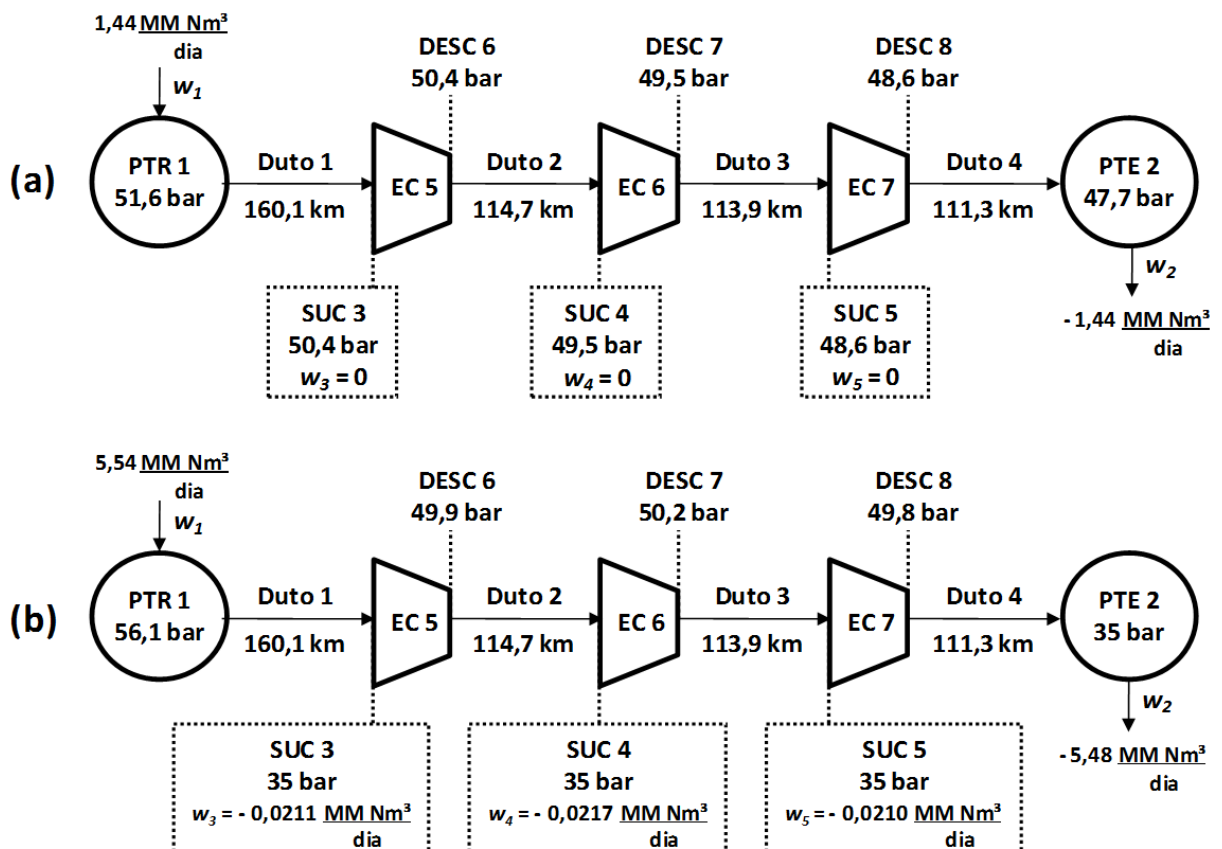 1,44 MM Nm³
dia
w1
DESC 6
50,4 bar
DESC 7
49,5 bar
DESC 8
48,6 bar
(a)
PTR 1
51,6 bar
Duto 1
160,1 km
EC 5
Duto 2
114,7 km
EC 6
Duto 3
113,9 km
EC 7
Duto 4
111,3 km
PTE 2
47,7 bar
w2
- 1,44 MM Nm³
dia
SUC 3
50,4 bar
w3 = 0
SUC 4
49,5 bar
w4 = 0
SUC 5
48,6 bar
w5 = 0
5,54 MM Nm³
dia
w1
DESC 6
49,9 bar
DESC 7
50,2 bar
DESC 8
49,8 bar
(b)
PTR 1
56,1 bar
Duto 1
160,1 km
EC 5
Duto 2
114,7 km
EC 6
Duto 3
113,9 km
EC 7
Duto 4
111,3 km
PTE 2
35 bar
w2
- 5,48 MM Nm³
dia
SUC 3
35 bar
w3 = - 0,0211 MM Nm³
dia
SUC 4
35 bar
w4 = - 0,0217 MM Nm³
dia
SUC 5
35 bar
w5 = - 0,0210 MM Nm³
dia